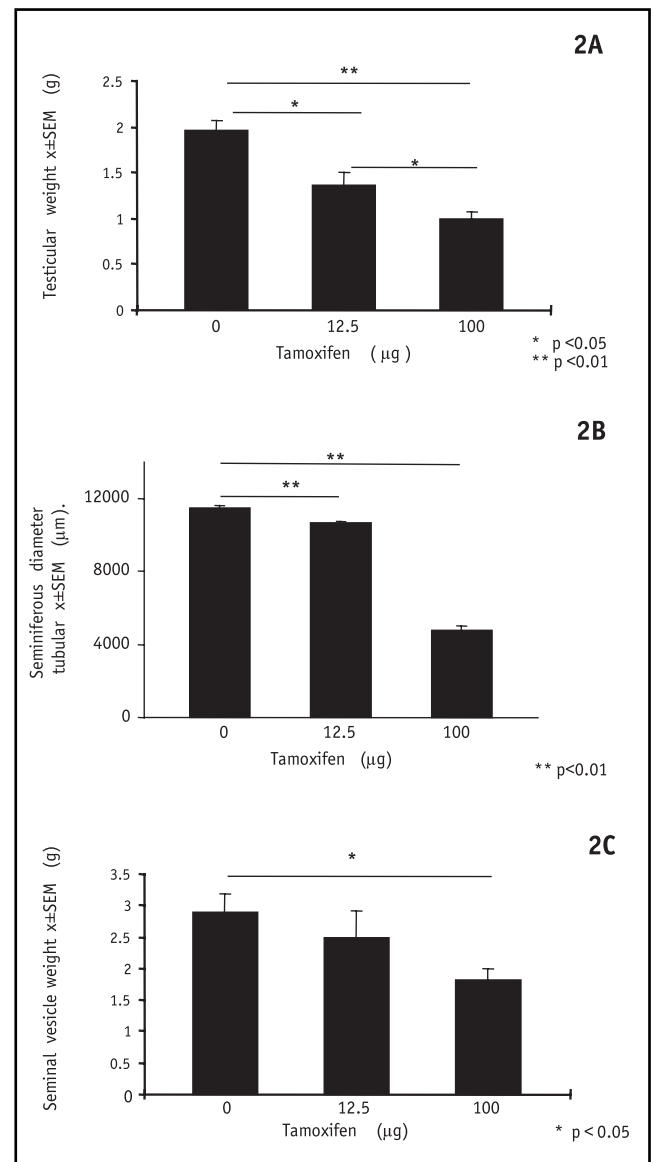 2A
Testicular weight x±SEM (g)
2.5
2
1.5
1
0.5
0
**
*
*
0 12.5 100
Tamoxifen (µg)
* p<0.05
** p<0.01
2B
Seminiferous diameter
tubular x±SEM (µm).
12000
8000
4000
0
**
**
0 12.5 100
Tamoxifen (µg)
** p<0.01
2C
Seminal vesicle weight x±SEM (g)
3.5
3
2.5
2
1.5
1
0.5
0
*
0 12.5 100
Tamoxifen (µg)
* p<0.05